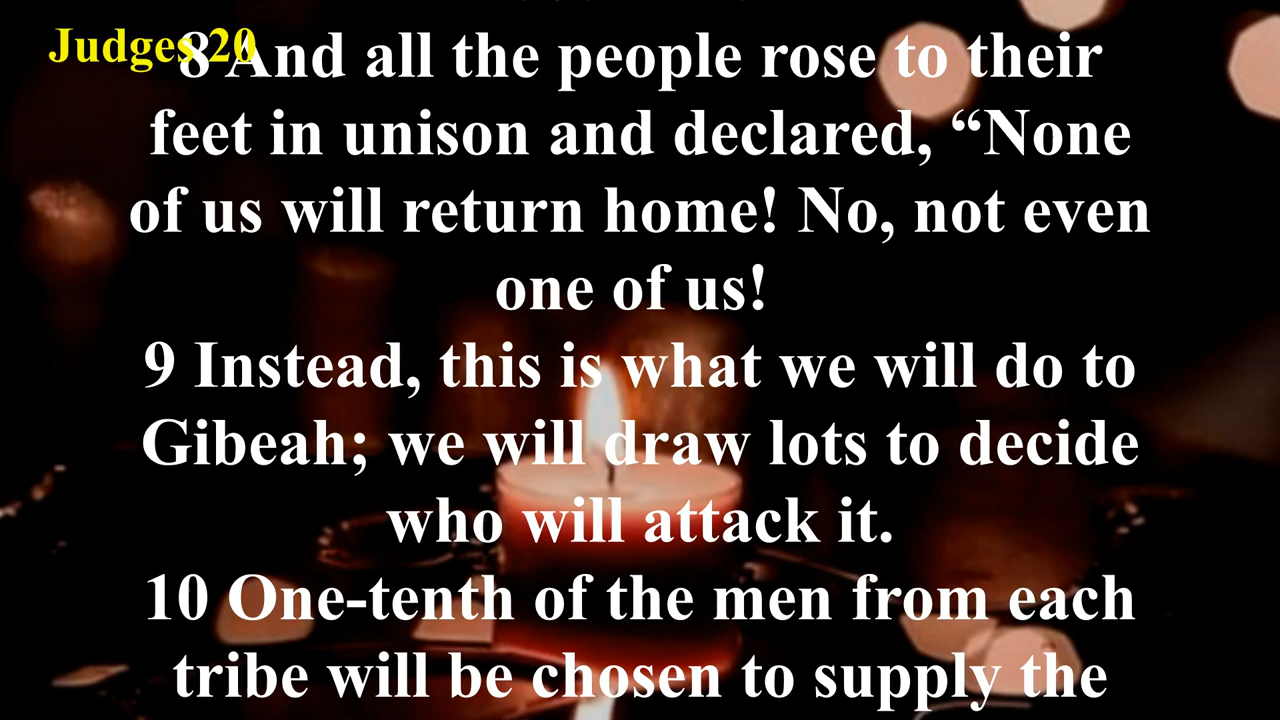 Judges 20
8 And all the people rose to their
feet in unison and declared, “None
of us will return home! No, not even
one of us!
9 Instead, this is what we will do to
Gibeah; we will draw lots to decide
who will attack it.
10 One-tenth of the men from each
tribe will be chosen to supply the